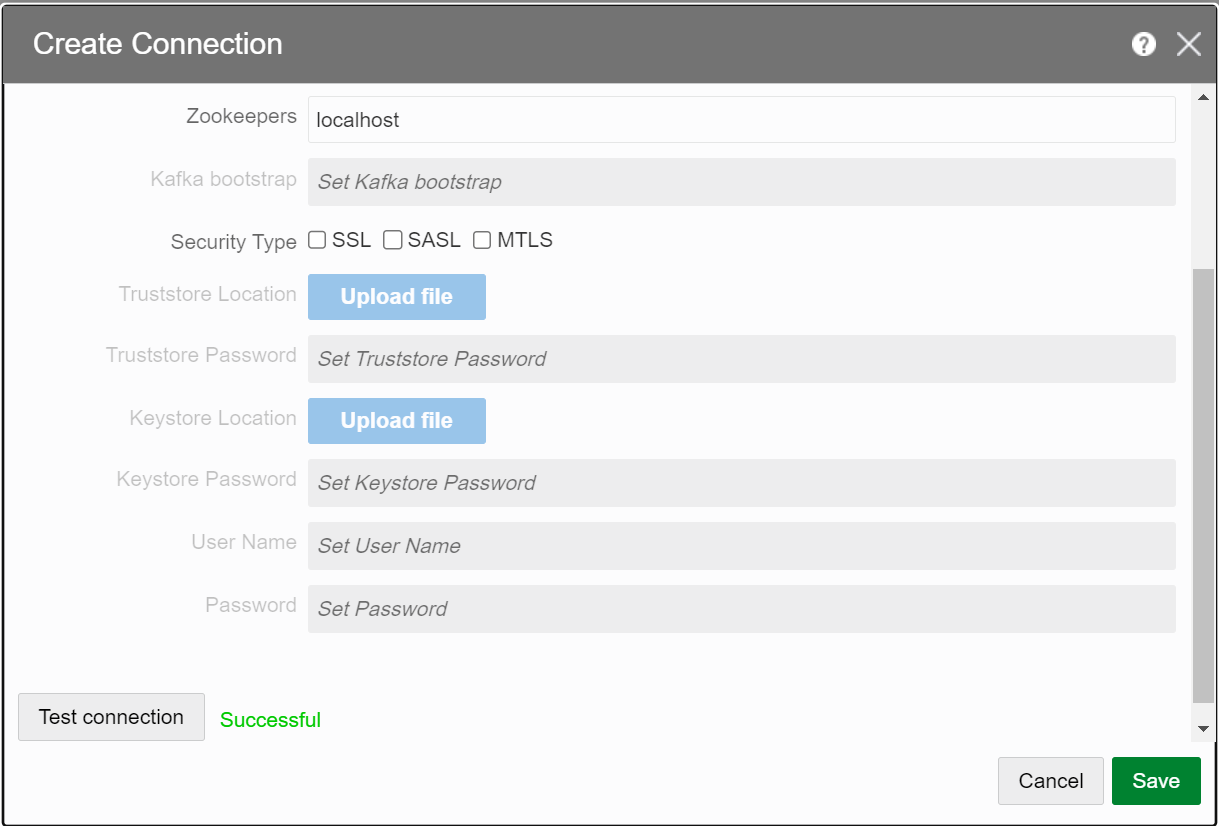 Create Connection
?
Zookeepers localhost
Kafka bootstrap Set Kafka bootstrap
Security Type SSL SASL MTLS
Truststore Location Upload file
Truststore Password Set Truststore Password
Keystore Location Upload file
Keystore Password Set Keystore Password
User Name Set User Name
Password Set Password
Test connection Successful
Cancel Save